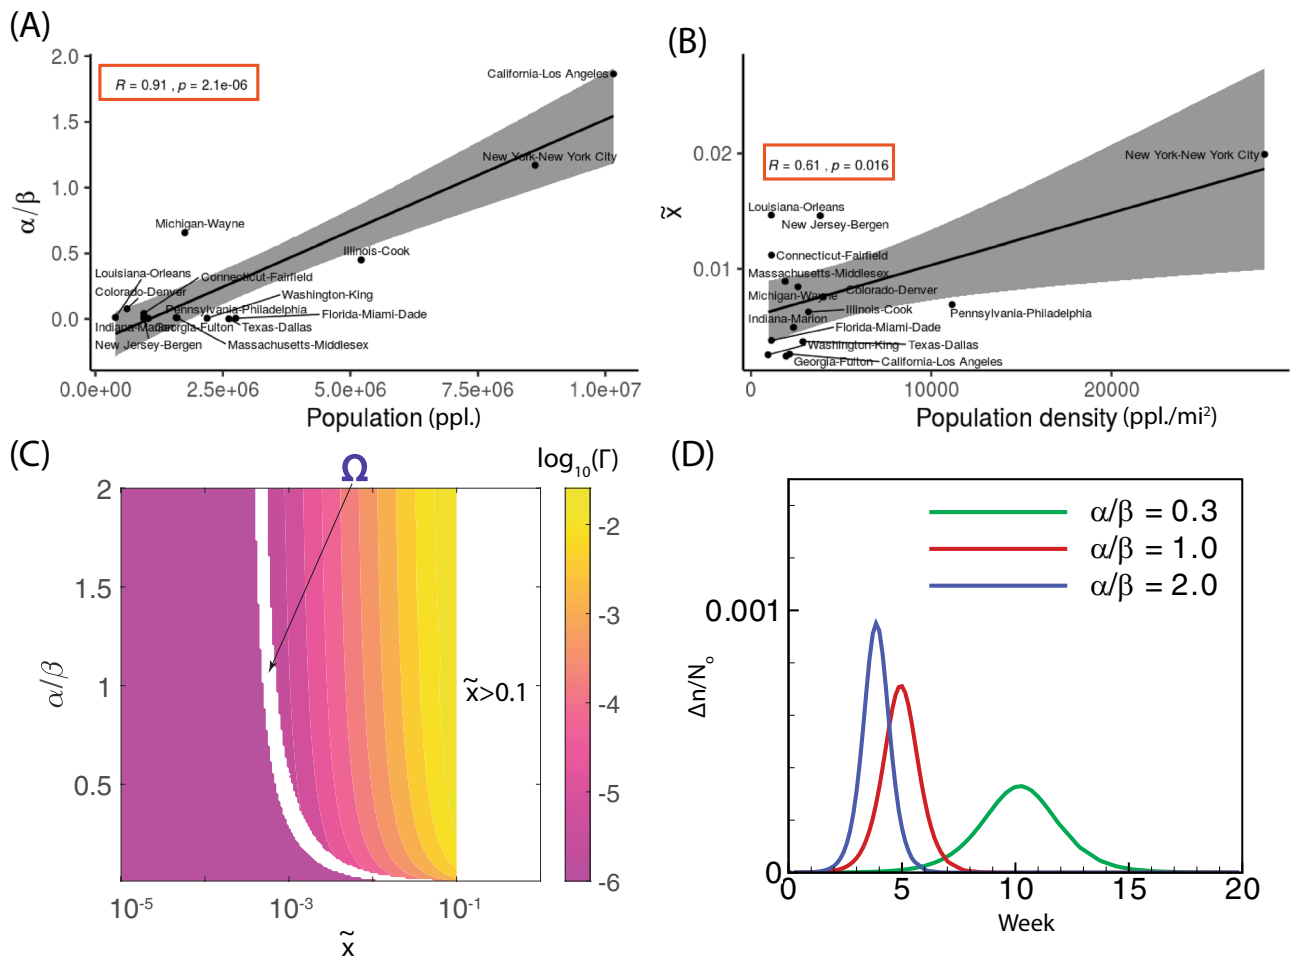 (A)
2.0
R = 0.91 , p = 2.1e-06
California-Los Angeles
1.5
New York-New York City
1.0
α/β
Michigan-Wayne
0.5
Illinois-Cook
Louisiana-Orleans
Connecticut-Fairfield
Colorado-Denver
Washington-King
Pennsylvania-Philadelphia
Florida-Miami-Dade
0.0
Indiana-Marion
Georgia-Fulton
Texas-Dallas
New Jersey-Bergen
Massachusetts-Middlesex
0.0e+00 2.5e+06 5.0e+06 7.5e+06 1.0e+07
Population (ppl.)
(B)
0.02
R = 0.61 , p = 0.016
New York-New York City
x̃
Louisiana-Orleans
New Jersey-Bergen
Connecticut-Fairfield
0.01
Massachusetts-Middlesex
Colorado-Denver
Michigan-Wayne
Illinois-Cook
Pennsylvania-Philadelphia
Indiana-Marion
Florida-Miami-Dade
Washington-King
Texas-Dallas
Georgia-Fulton
California-Los Angeles
0 10000 20000
Population density (ppl./mi²)
(C)
Ω
log₁₀(Γ)
2
-2
1.5
-3
α/β
1
x̃>0.1
-4
0.5
-5
-6
10⁻⁵ 10⁻³ 10⁻¹
x̃
(D)
α/β = 0.3
α/β = 1.0
α/β = 2.0
0.001
Δn/Nₒ
0
0 5 10 15 20
Week